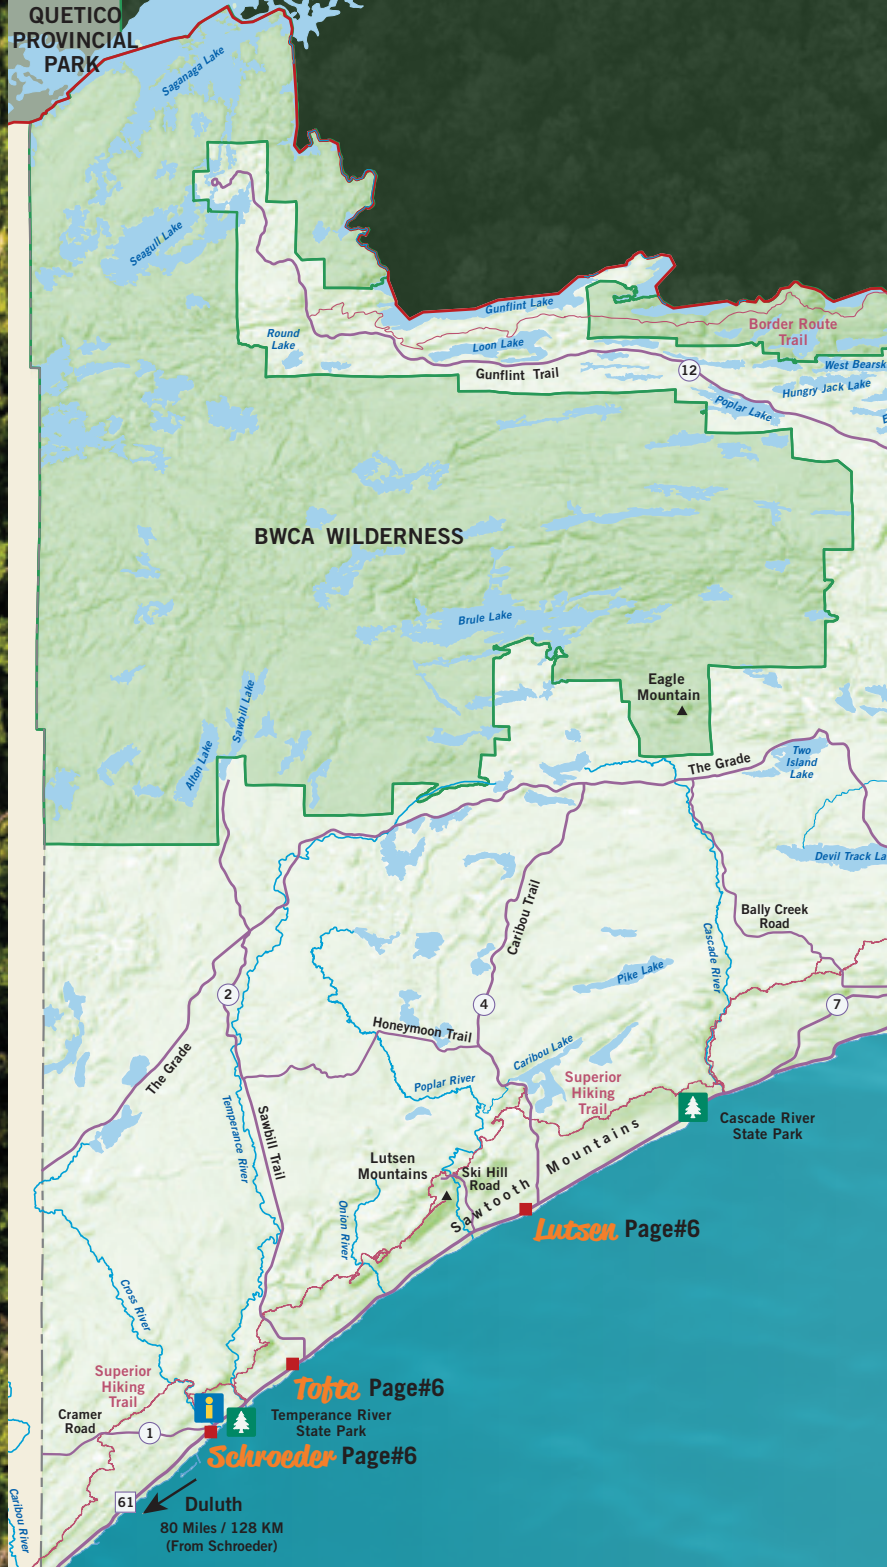 QUETICO
PROVINCIAL
PARK
Saganaga Lake
Seagull Lake
Gunflint Lake
Border Route
Trail
Round
Lake
Loon Lake
Gunflint Trail
12
West Bearsk
Hungry Jack Lake
Poplar Lake
BWCA WILDERNESS
Brule Lake
Eagle
Mountain
Sawbill Lake
Alton Lake
The Grade
Two
Island
Lake
Devil Track La
Caribou Trail
Bally Creek
Road
Cascade River
Pike Lake
2
4
7
Honeymoon Trail
The Grade
Caribou Lake
Poplar River
Superior
Hiking
Trail
Temperance River
Sawbill Trail
Cascade River
State Park
Lutsen
Mountains
Ski Hill
Road
Sawtooth Mountains
Onion River
Lutsen Page#6
Cross River
Superior
Hiking
Trail
Tofte Page#6
i
Temperance River
State Park
Cramer
Road
1
Schroeder Page#6
61
Duluth
80 Miles / 128 KM
(From Schroeder)
Caribou River